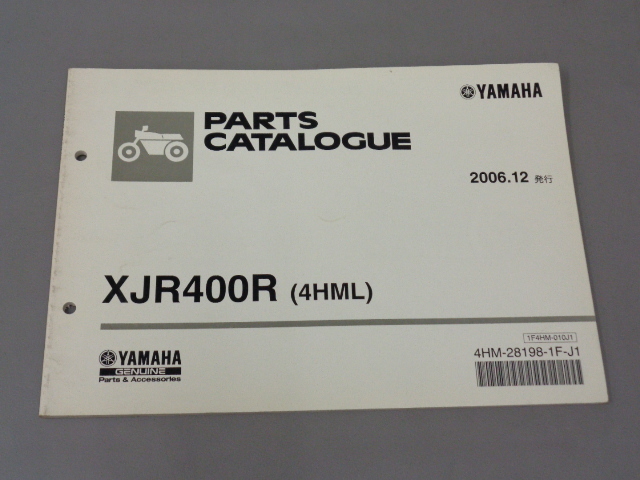 YAMAHA
PARTS
CATALOGUE
2006.12 発行
XJR400R (4HML)
1F4HM-010J1
4HM-28198-1F-J1
YAMAHA
GENUINE
Parts & Accessories